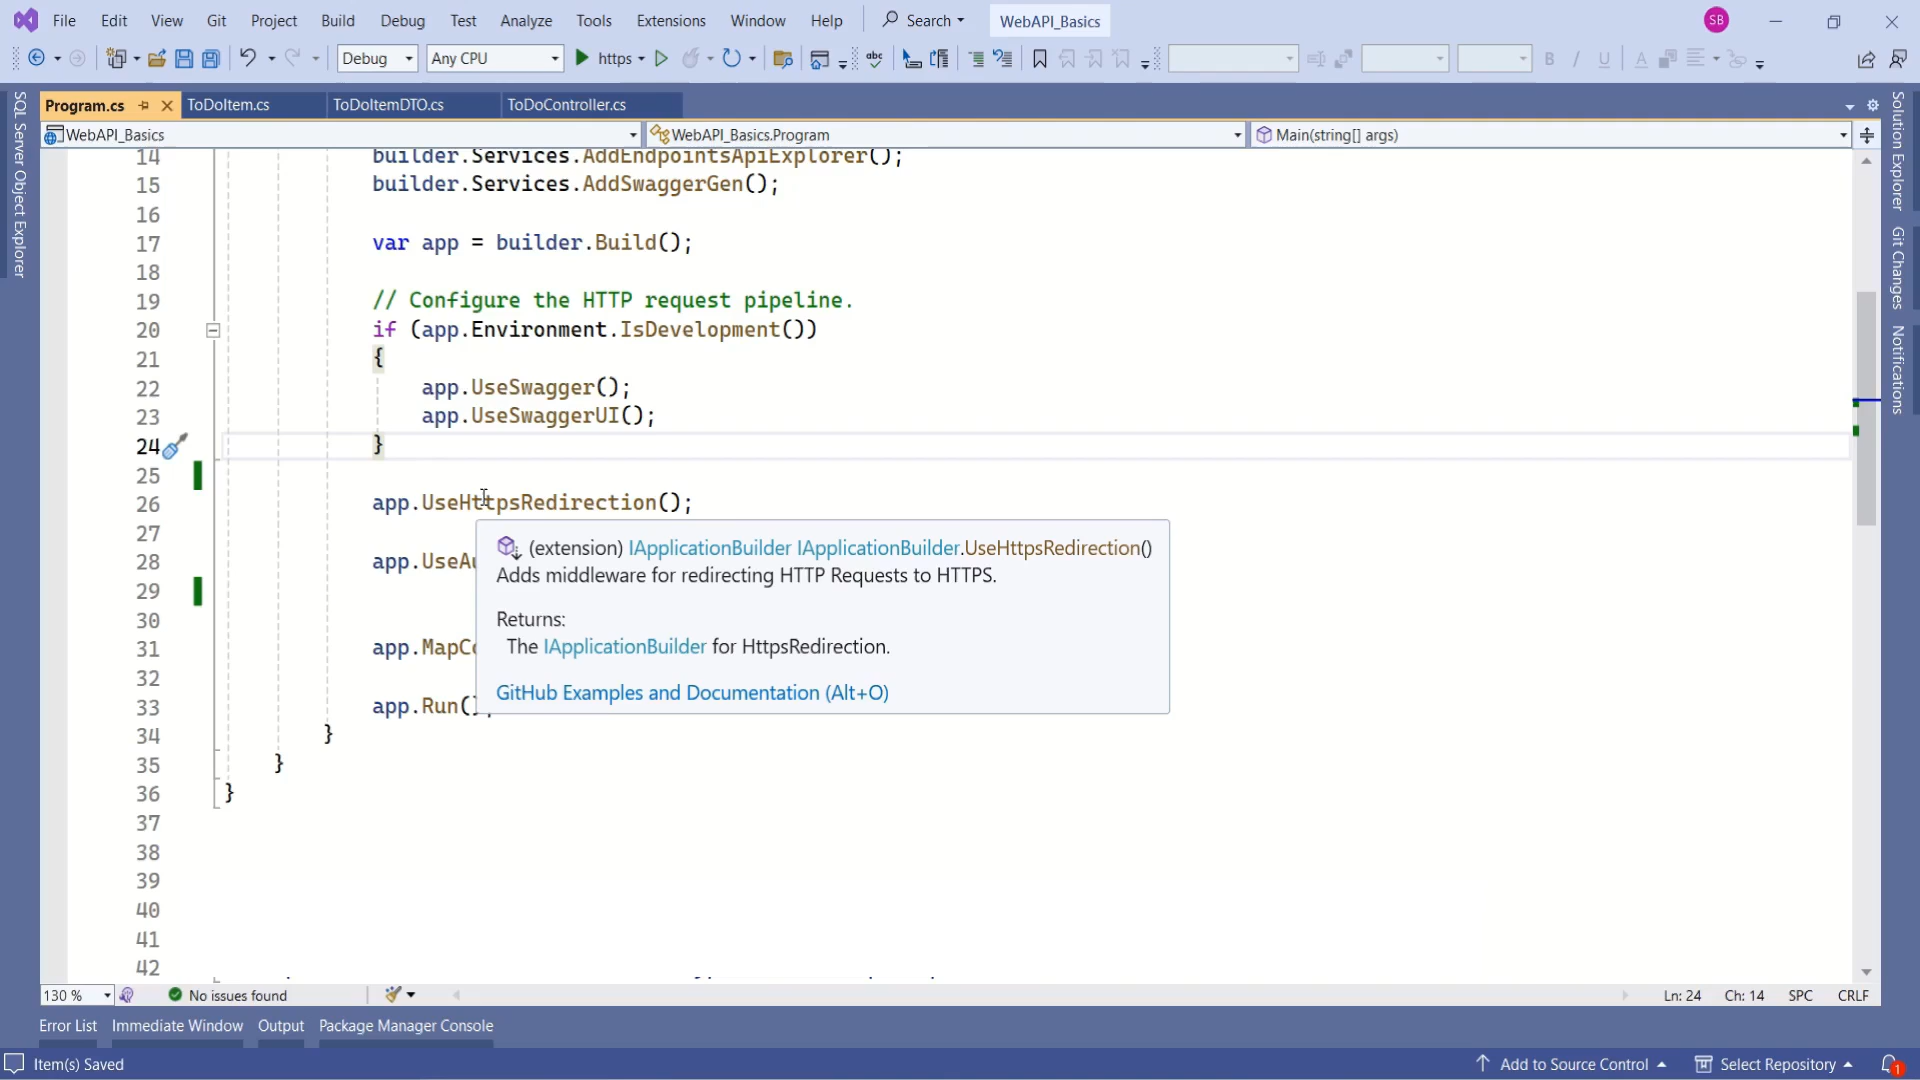 File Edit View Git Project Build Debug Test Analyze Tools Extensions Window Help Search WebAPI_Basics SB
Debug Any CPU https
Program.cs ToDoItem.cs ToDoItemDTO.cs ToDoController.cs
WebAPI_Basics WebAPI_Basics.Program Main(string[] args)
SQL Server Object Explorer
Solution Explorer
Git Changes
Notifications
14 builder.Services.AddEndpointsApiExplorer();
15 builder.Services.AddSwaggerGen();
16
17 var app = builder.Build();
18
19 // Configure the HTTP request pipeline.
20 if (app.Environment.IsDevelopment())
21 {
22 app.UseSwagger();
23 app.UseSwaggerUI();
24 }
25
26 app.UseHttpsRedirection();
(extension) IApplicationBuilder IApplicationBuilder.UseHttpsRedirection()
Adds middleware for redirecting HTTP Requests to HTTPS.
Returns:
The IApplicationBuilder for HttpsRedirection.
GitHub Examples and Documentation (Alt+O)
27
28 app.UseAu
29
30
31 app.MapCo
32
33 app.Run();
34 }
35 }
36 }
37
38
39
40
41
42
130 % No issues found Ln: 24 Ch: 14 SPC CRLF
Error List Immediate Window Output Package Manager Console
Item(s) Saved Add to Source Control Select Repository 1